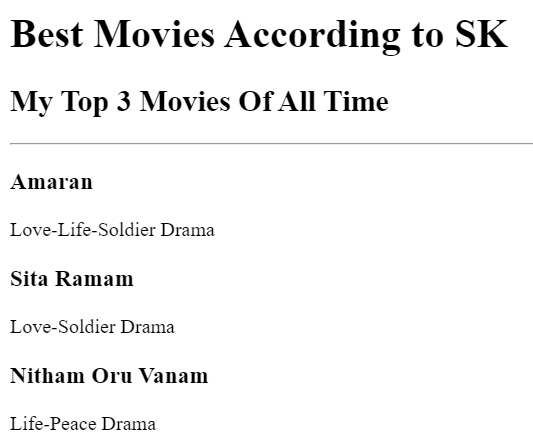 Best Movies According to SK
My Top 3 Movies Of All Time
Amaran
Love-Life-Soldier Drama
Sita Ramam
Love-Soldier Drama
Nitham Oru Vanam
Life-Peace Drama